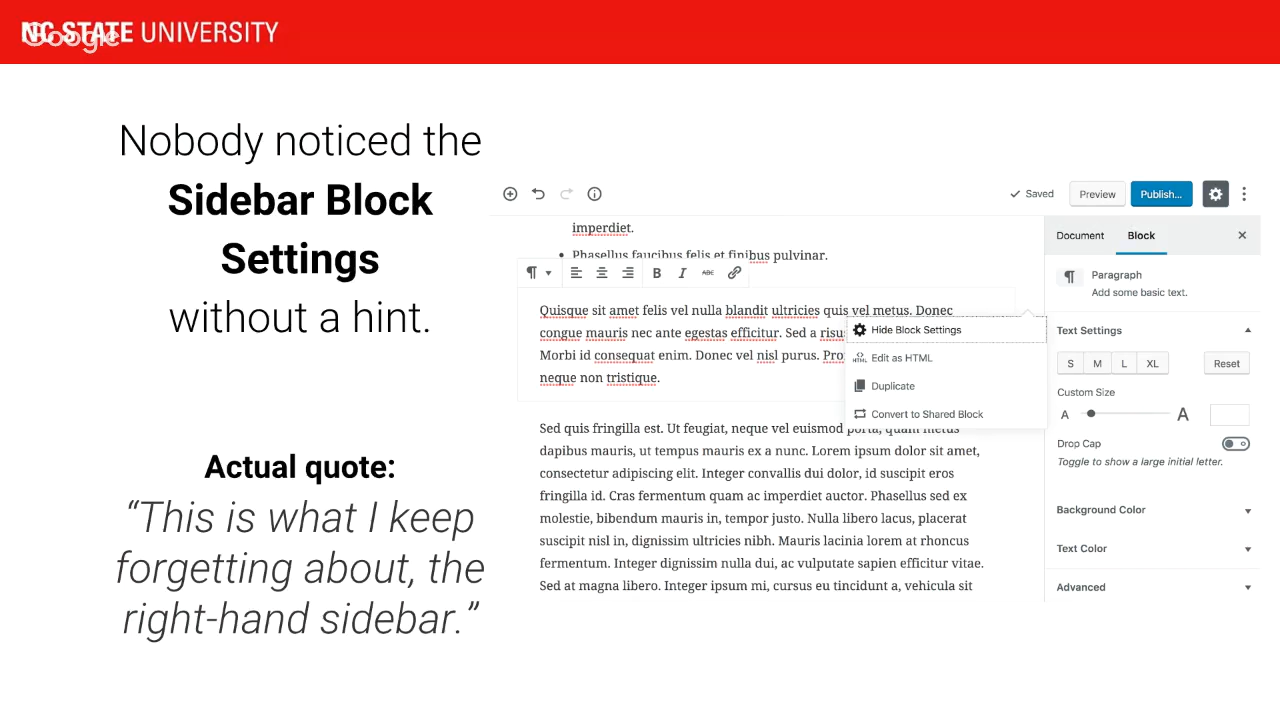 NC STATE UNIVERSITY
Google
Nobody noticed the
Sidebar Block
Settings
without a hint.
Actual quote:
“This is what I keep
forgetting about, the
right-hand sidebar.”
Saved
Preview
Publish...
imperdiet.
Phasellus faucibus felis et finibus pulvinar.
B I ABC
Quisque sit amet felis vel nulla blandit ultricies quis vel metus. Donec
congue mauris nec ante egestas efficitur. Sed a risu
Morbi id consequat enim. Donec vel nisl purus. Pro
neque non tristique.
Hide Block Settings
HTML Edit as HTML
Duplicate
Convert to Shared Block
Sed quis fringilla est. Ut feugiat, neque vel euismod porta, quam metus
dapibus mauris, ut tempus mauris ex a nunc. Lorem ipsum dolor sit amet,
consectetur adipiscing elit. Integer convallis dui dolor, id suscipit eros
fringilla id. Cras fermentum quam ac imperdiet auctor. Phasellus sed ex
molestie, bibendum mauris in, tempor justo. Nulla libero lacus, placerat
suscipit nisl in, dignissim ultricies nibh. Mauris lacinia lorem at rhoncus
fermentum. Integer dignissim nulla dui, ac vulputate sapien efficitur vitae.
Sed at magna libero. Integer ipsum mi, cursus eu tincidunt a, vehicula sit
Document Block
Paragraph
Add some basic text.
Text Settings
S M L XL Reset
Custom Size
A A
Drop Cap
Toggle to show a large initial letter.
Background Color
Text Color
Advanced